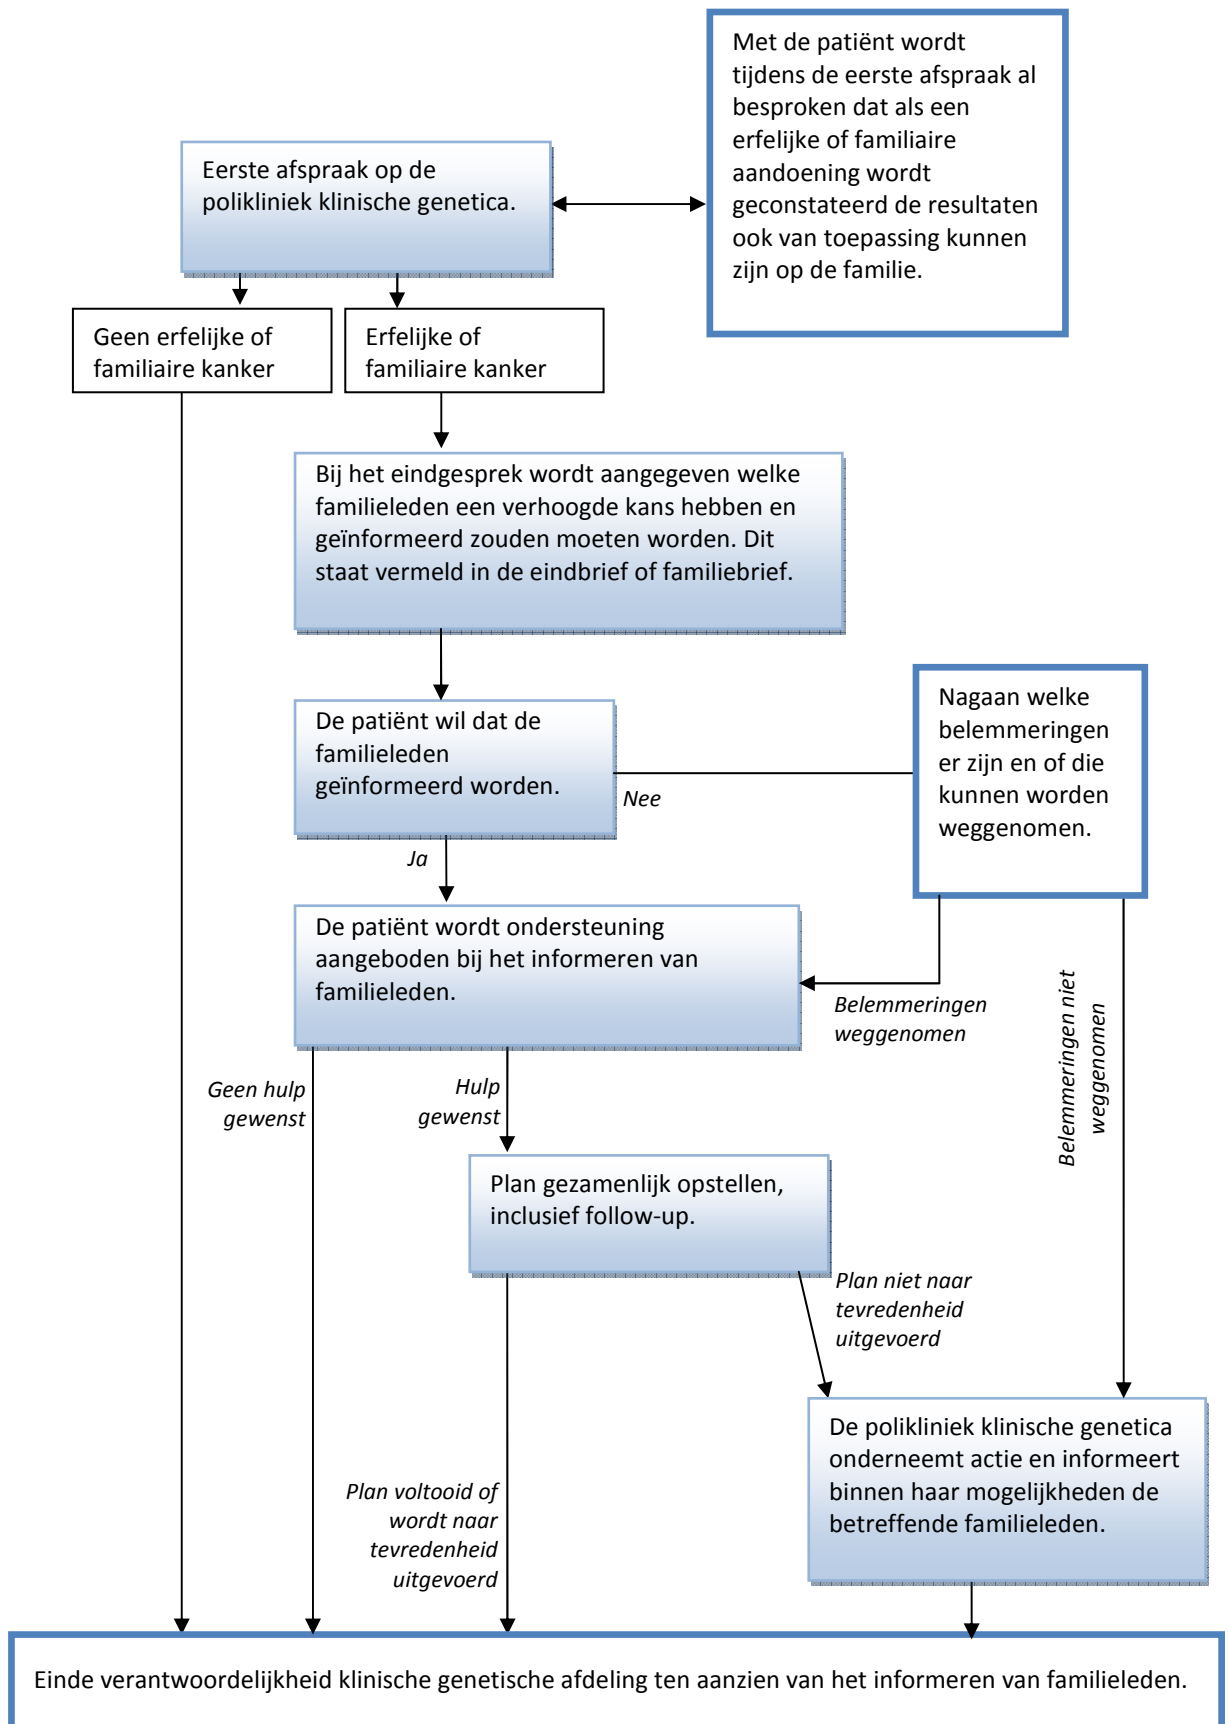 Met de patiënt wordt
tijdens de eerste afspraak al
besproken dat als een
erfelijke of familiaire
aandoening wordt
geconstateerd de resultaten
ook van toepassing kunnen
zijn op de familie.
Eerste afspraak op de
polikliniek klinische genetica.
Geen erfelijke of
familiaire kanker
Erfelijke of
familiaire kanker
Bij het eindgesprek wordt aangegeven welke
familieleden een verhoogde kans hebben en
geïnformeerd zouden moeten worden. Dit
staat vermeld in de eindbrief of familiebrief.
De patiënt wil dat de
familieleden
geïnformeerd worden.
Nee
Nagaan welke
belemmeringen
er zijn en of die
kunnen worden
weggenomen.
Ja
De patiënt wordt ondersteuning
aangeboden bij het informeren van
familieleden.
Belemmeringen
weggenomen
Belemmeringen niet
weggenomen
Geen hulp
gewenst
Hulp
gewenst
Plan gezamenlijk opstellen,
inclusief follow-up.
Plan niet naar
tevredenheid
uitgevoerd
De polikliniek klinische genetica
onderneemt actie en informeert
binnen haar mogelijkheden de
betreffende familieleden.
Plan voltooid of
wordt naar
tevredenheid
uitgevoerd
Einde verantwoordelijkheid klinische genetische afdeling ten aanzien van het informeren van familieleden.